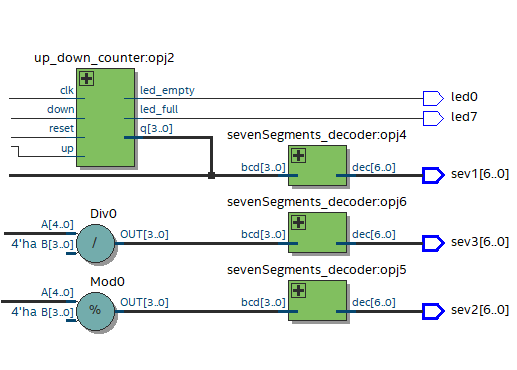 up_down_counter:opj2
clk
led_empty
led0
down
led_full
led7
reset
q[3..0]
up
sevenSegments_decoder:opj4
bcd[3..0]
dec[6..0]
sev1[6..0]
sevenSegments_decoder:opj6
Div0
A[4..0]
4'ha B[3..0]
/
OUT[3..0]
bcd[3..0]
dec[6..0]
sev3[6..0]
sevenSegments_decoder:opj5
Mod0
A[4..0]
4'ha B[3..0]
%
OUT[3..0]
bcd[3..0]
dec[6..0]
sev2[6..0]